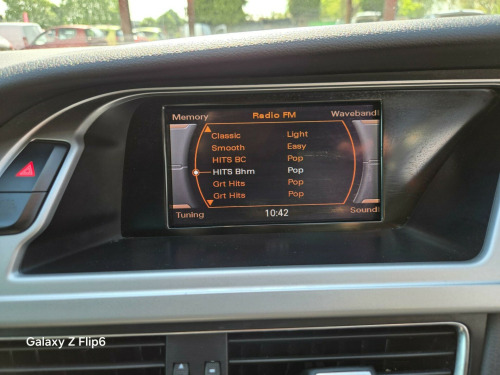 Memory Radio FM Waveband
Classic Light
Smooth Easy
HITS BC Pop
HITS Bhm Pop
Grt Hits Pop
Grt Hits Pop
Tuning 10:42 Sound
Galaxy Z Flip6